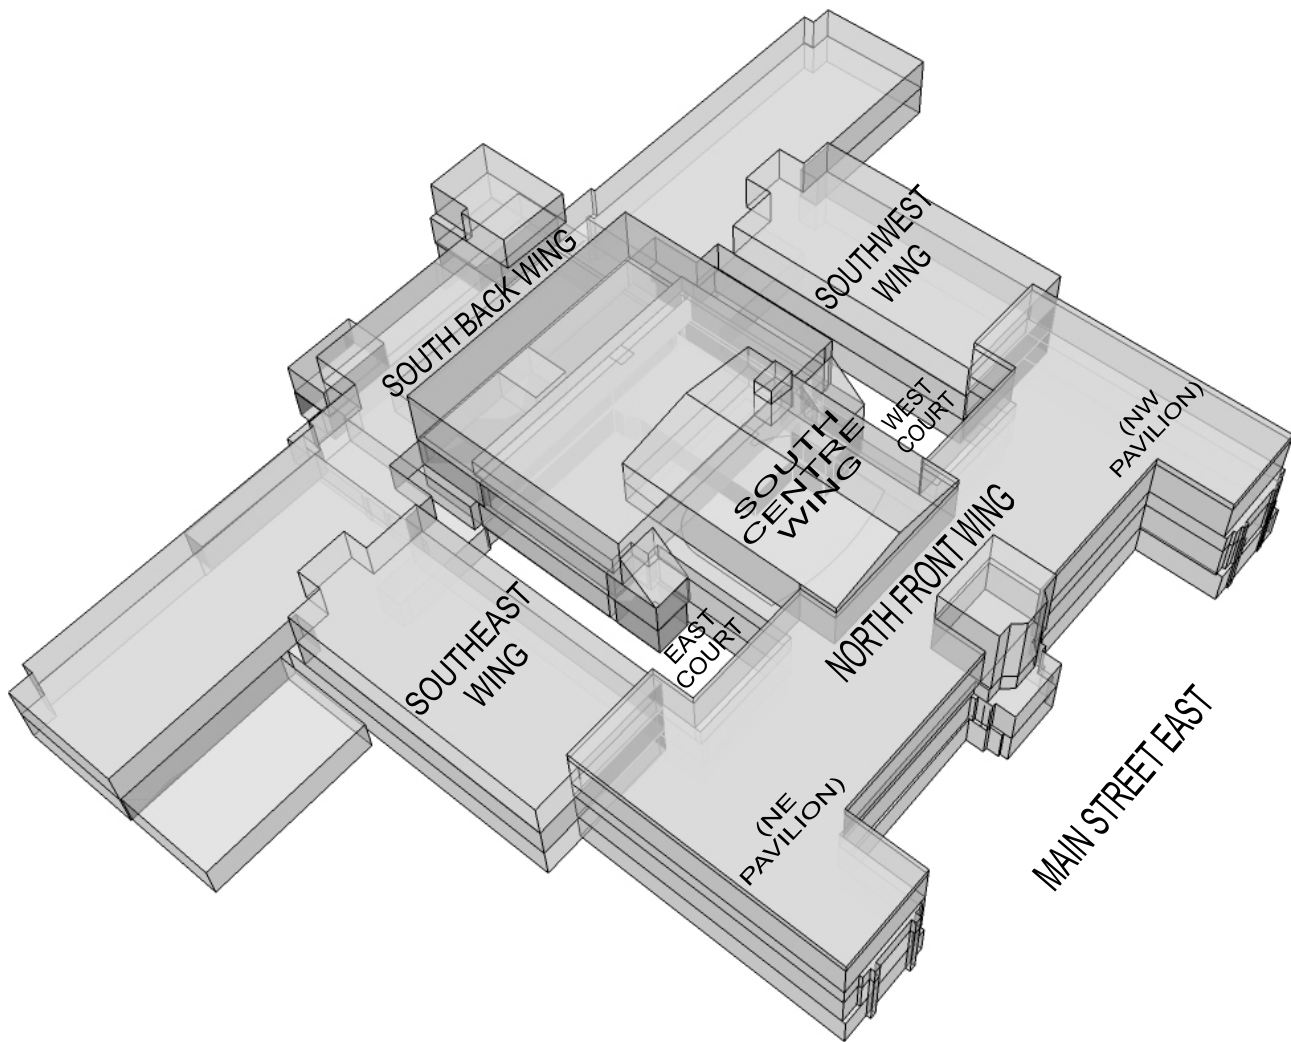 SOUTHWEST
WING
SOUTH BACK WING
WEST
COURT
(NW
PAVILION)
SOUTH
CENTRE
WING
NORTH FRONT WING
SOUTHEAST
WING
EAST
COURT
(NE
PAVILION)
MAIN STREET EAST